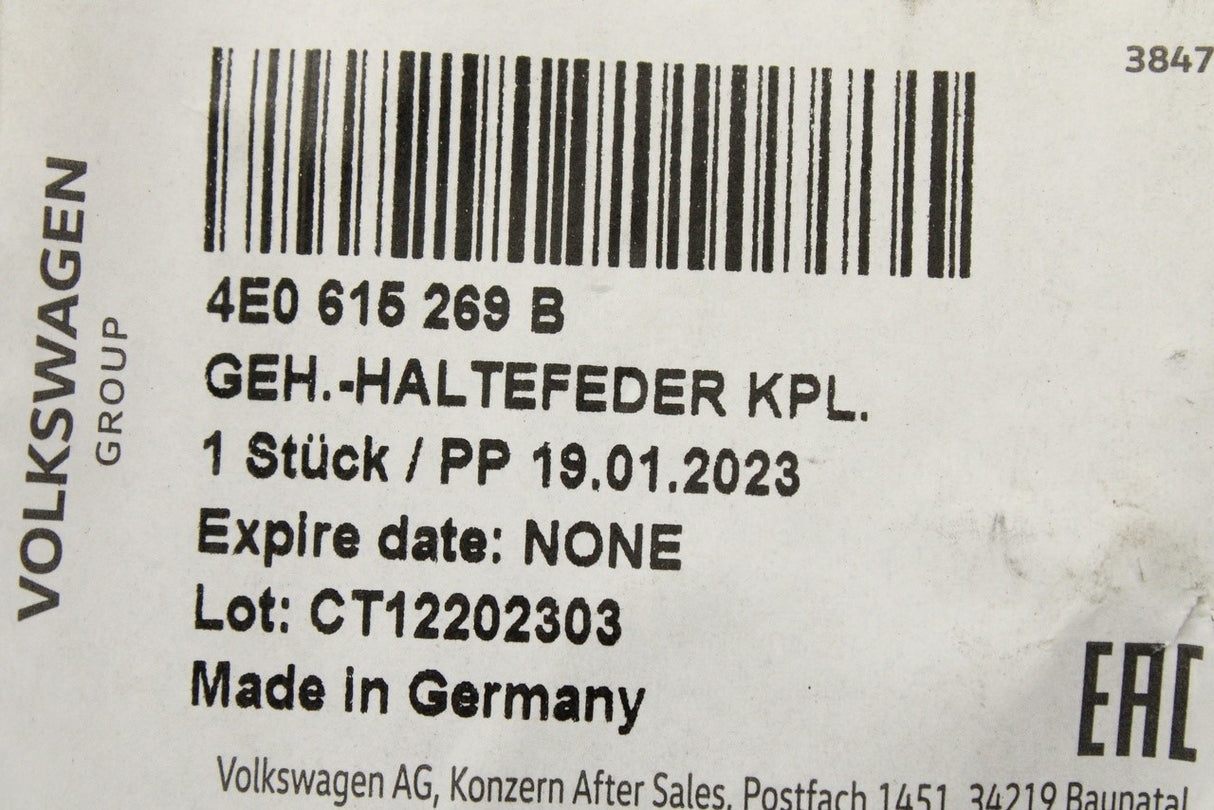 3847
VOLKSWAGEN
GROUP
4E0 615 269 B
GEH.-HALTEFEDER KPL.
1 Stück / PP 19.01.2023
Expire date: NONE
Lot: CT12202303
Made in Germany
EAC
Volkswagen AG, Konzern After Sales, Postfach 1451, 34219 Baunatal